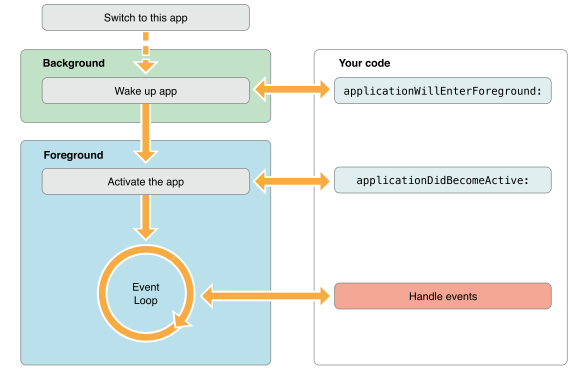 Switch to this app
Background
Your code
Wake up app
applicationWillEnterForeground:
Foreground
Activate the app
applicationDidBecomeActive:
Event
Loop
Handle events